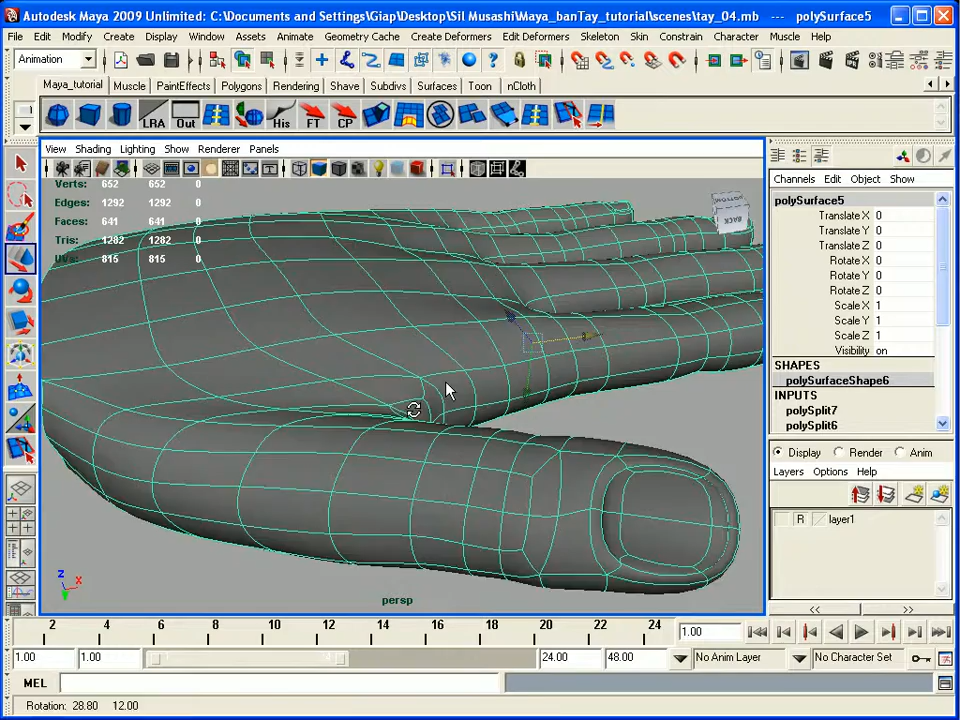 Autodesk Maya 2009 Unlimited: C:\Documents and Settings\Giap\Desktop\Sil Musashi\Maya_banTay_tutorial\scenes\tay_04.mb --- polySurface5
File Edit Modify Create Display Window Assets Animate Geometry Cache Create Deformers Edit Deformers Skeleton Skin Constrain Character Muscle Help
Animation
Maya_tutorial Muscle PaintEffects Polygons Rendering Shave Subdivs Surfaces Toon nCloth
LRA Out His FT CP
View Shading Lighting Show Renderer Panels
Verts: 652 652 0
Edges: 1292 1292 0
Faces: 641 641 0
Tris: 1282 1282 0
UVs: 815 815 0
BOTTOM
BACK
z
x
y
persp
Channels Edit Object Show
polySurface5
Translate X 0
Translate Y 0
Translate Z 0
Rotate X 0
Rotate Y 0
Rotate Z 0
Scale X 1
Scale Y 1
Scale Z 1
Visibility on
SHAPES
polySurfaceShape6
INPUTS
polySplit7
polySplit6
Display Render Anim
Layers Options Help
R layer1
<< >>
2 4 6 8 10 12 14 16 18 20 22 24
1.00
1.00 1.00 24.00 48.00 No Anim Layer No Character Set
MEL
Rotation: 28.80 12.00